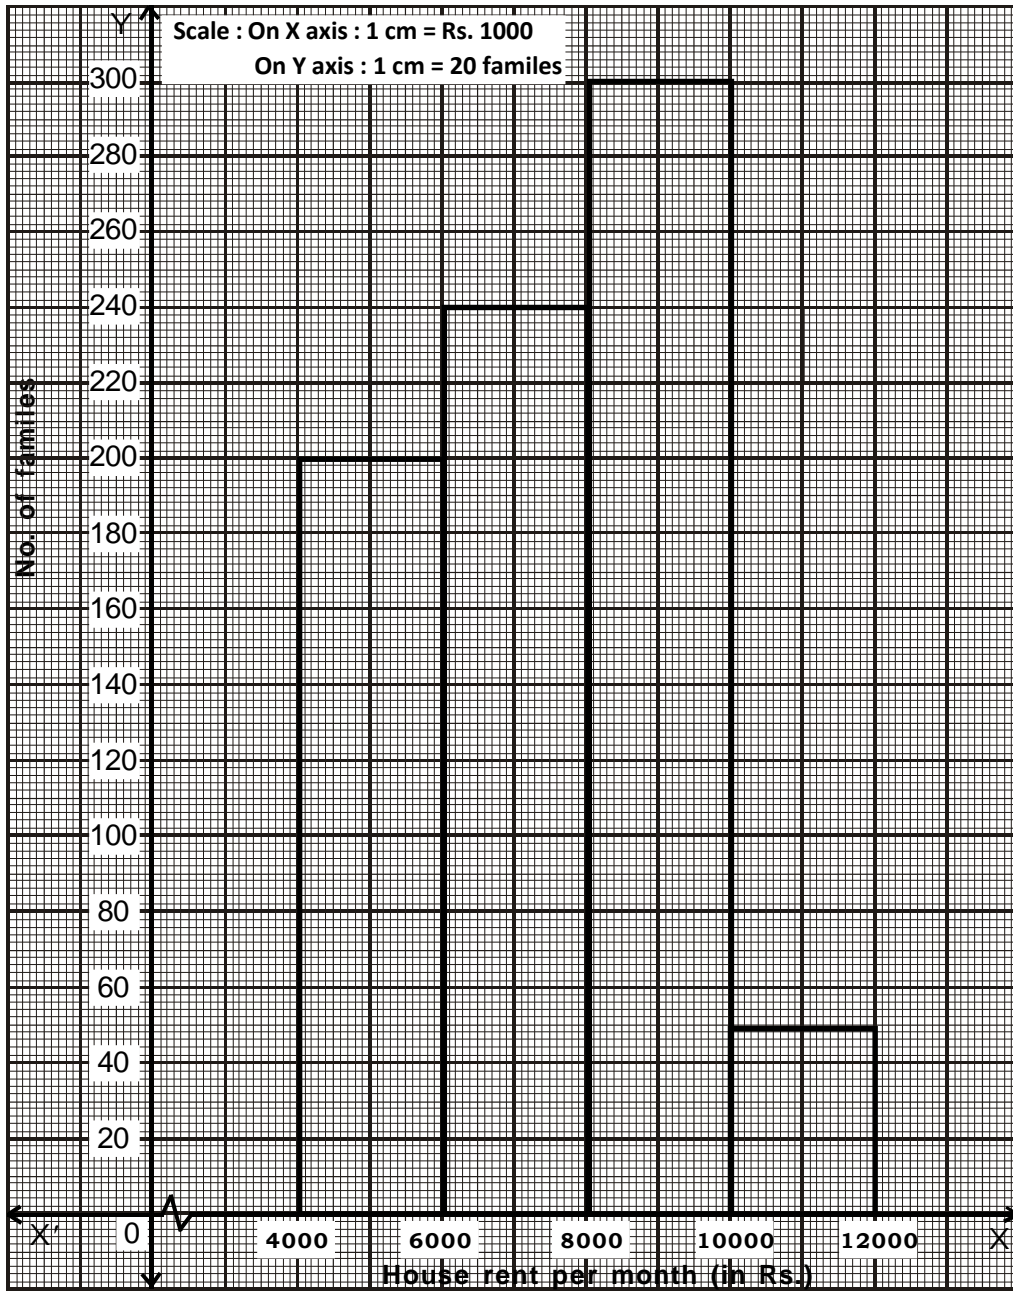 Y
Scale : On X axis : 1 cm = Rs. 1000
On Y axis : 1 cm = 20 familes
300
280
260
240
220
200
180
160
140
120
100
80
60
40
20
No. of familes
X' 0 4000 6000 8000 10000 12000 X
House rent per month (in Rs.)